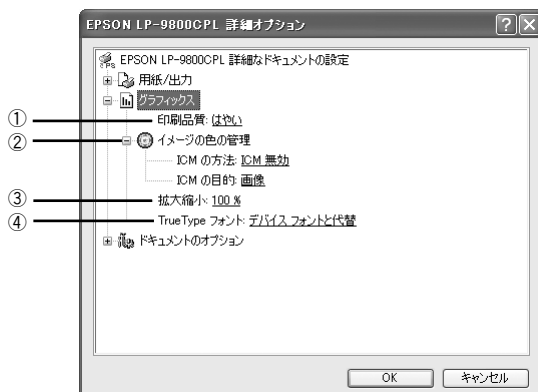 EPSON LP-9800CPL 詳細オプション
EPSON LP-9800CPL 詳細なドキュメントの設定
用紙/出力
グラフィックス
① 印刷品質: はやい
② イメージの色の管理
ICM の方法: ICM 無効
ICM の目的: 画像
③ 拡大縮小: 100 %
④ TrueType フォント: デバイス フォントと代替
ドキュメントのオプション
OK キャンセル